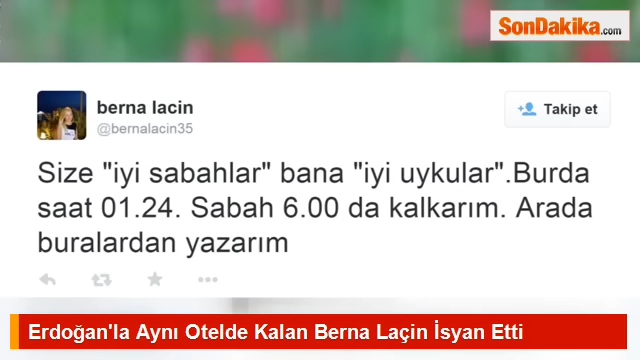 SonDakika.com
berna lacin
@bernalacin35
Takip et
Size "iyi sabahlar" bana "iyi uykular".Burda
saat 01.24. Sabah 6.00 da kalkarım. Arada
buralardan yazarım
Erdoğan'la Aynı Otelde Kalan Berna Laçin İsyan Etti